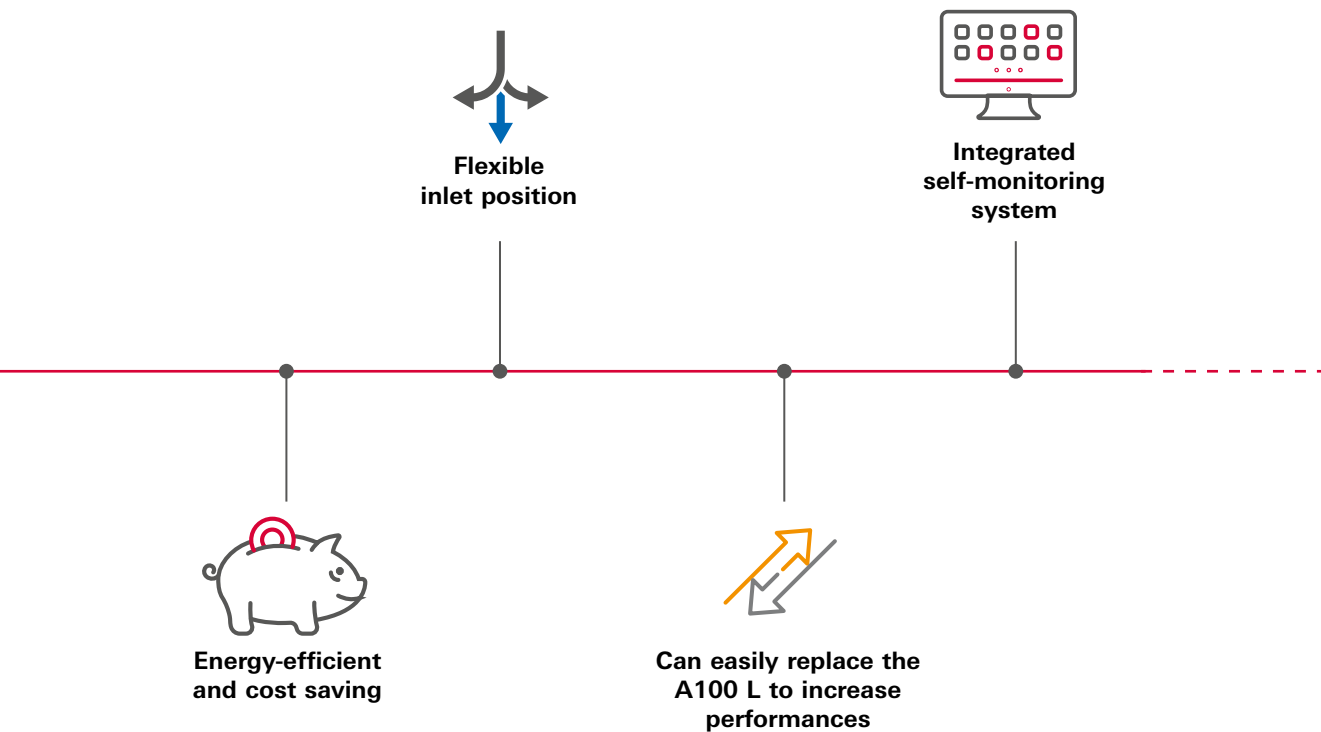 Flexible
inlet position
Integrated
self-monitoring
system
Energy-efficient
and cost saving
Can easily replace the
A100 L to increase
performances